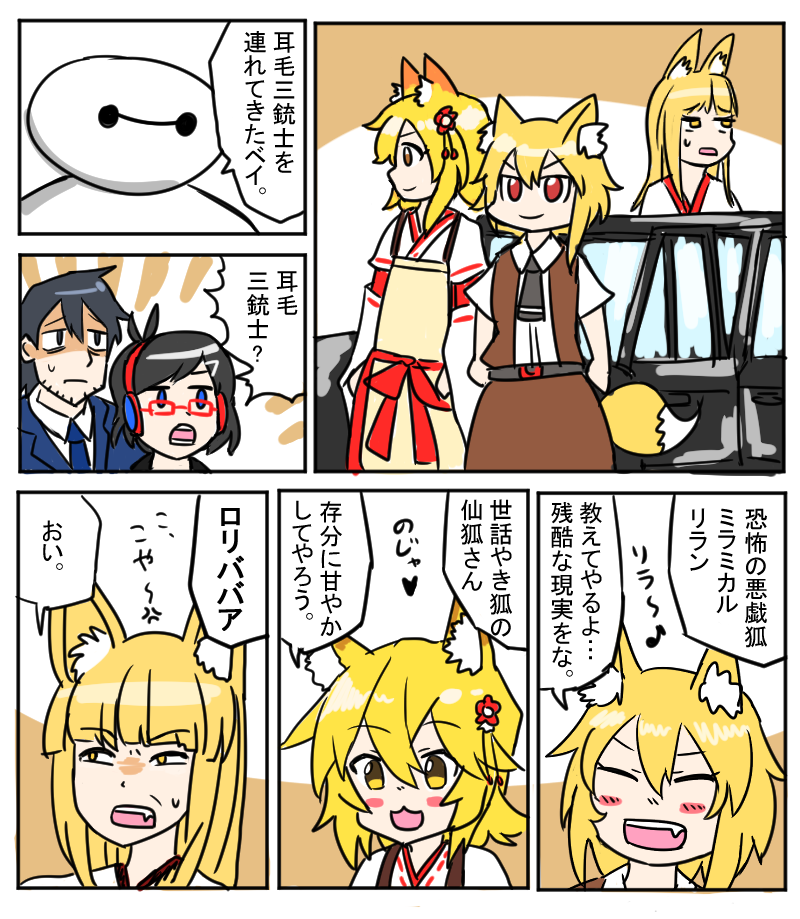 耳毛三銃士を
連れてきたベイ。
耳毛
三銃士？
恐怖の悪戯狐
ミラミカル
リラン
リラ〜♪
教えてやるよ…
残酷な現実をな。
世話やき狐の
仙狐さん
のじゃ♥
存分に甘やか
してやろう。
ロリババア
こ、
こや〜
おい。